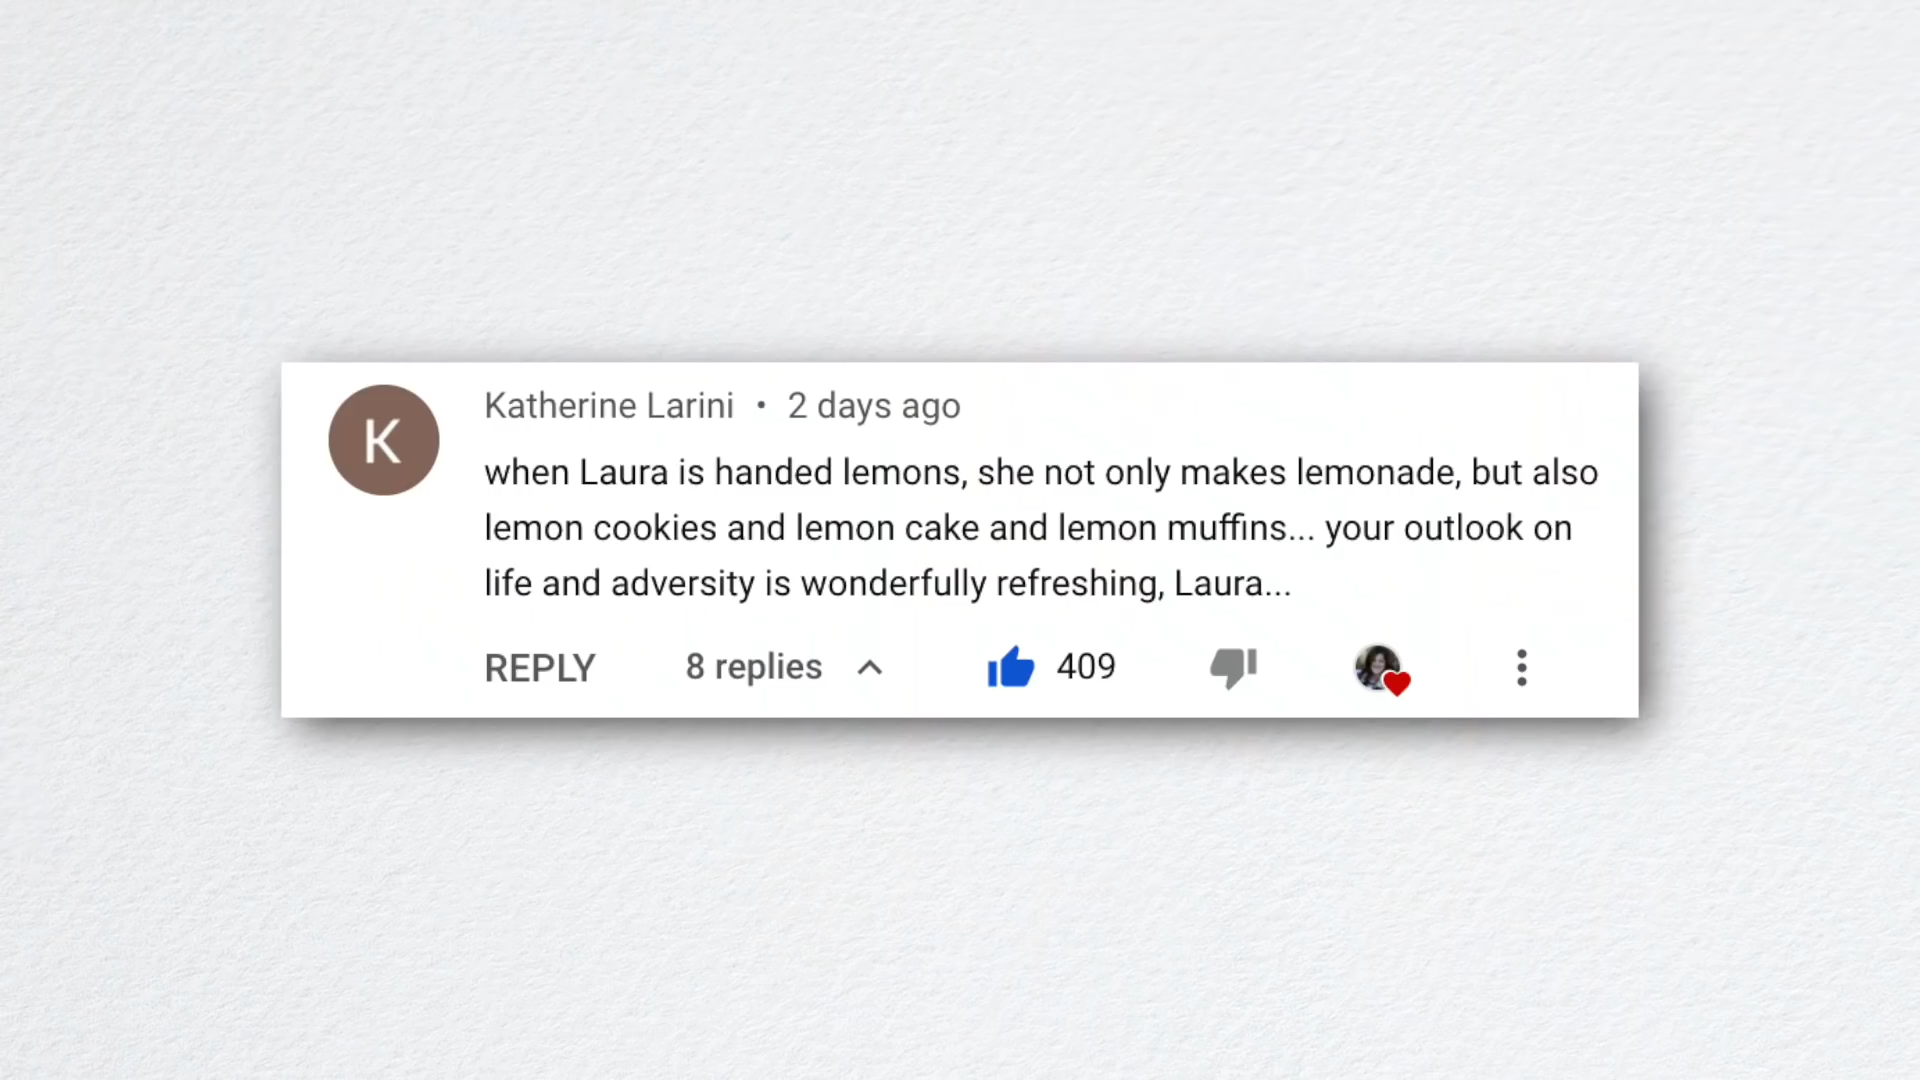 K
Katherine Larini • 2 days ago
when Laura is handed lemons, she not only makes lemonade, but also
lemon cookies and lemon cake and lemon muffins... your outlook on
life and adversity is wonderfully refreshing, Laura...
REPLY 8 replies 409